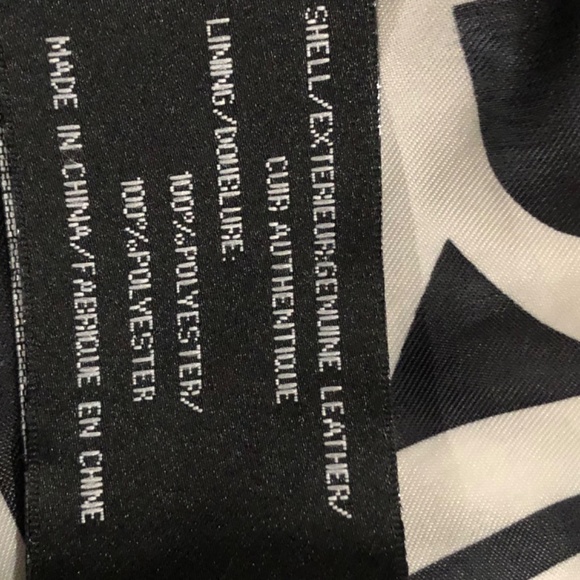 SHELL/EXTERIEUR:GENUINE LEATHER/
CUIR AUTHENTIQUE
LINING/DOUBLURE:
100%POLYESTER/
100%POLYESTER
MADE IN CHINA/FABRIQUE EN CHINE